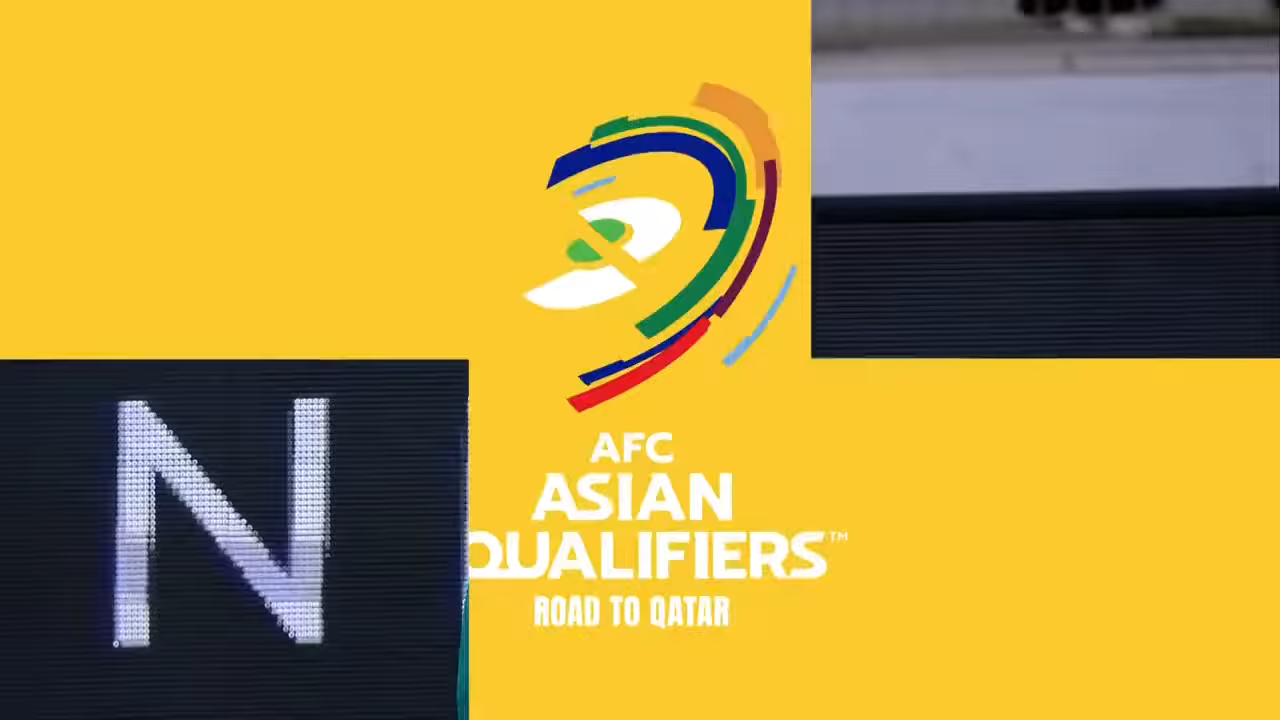 AFC
ASIAN
QUALIFIERS™
ROAD TO QATAR
N